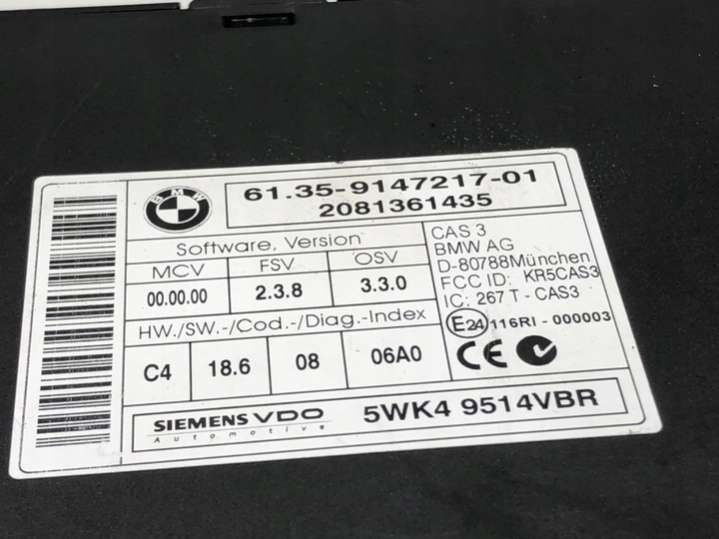 BMW
61.35-9147217-01
2081361435
Software, Version
MCV FSV OSV
00.00.00 2.3.8 3.3.0
HW./SW.-/Cod.-/Diag.-Index
C4 18.6 08 06A0
CAS 3
BMW AG
D-80788München
FCC ID: KR5CAS3
IC: 267 T - CAS3
E24 116RI - 000003
CE
SIEMENS VDO
Automotive
5WK4 9514VBR